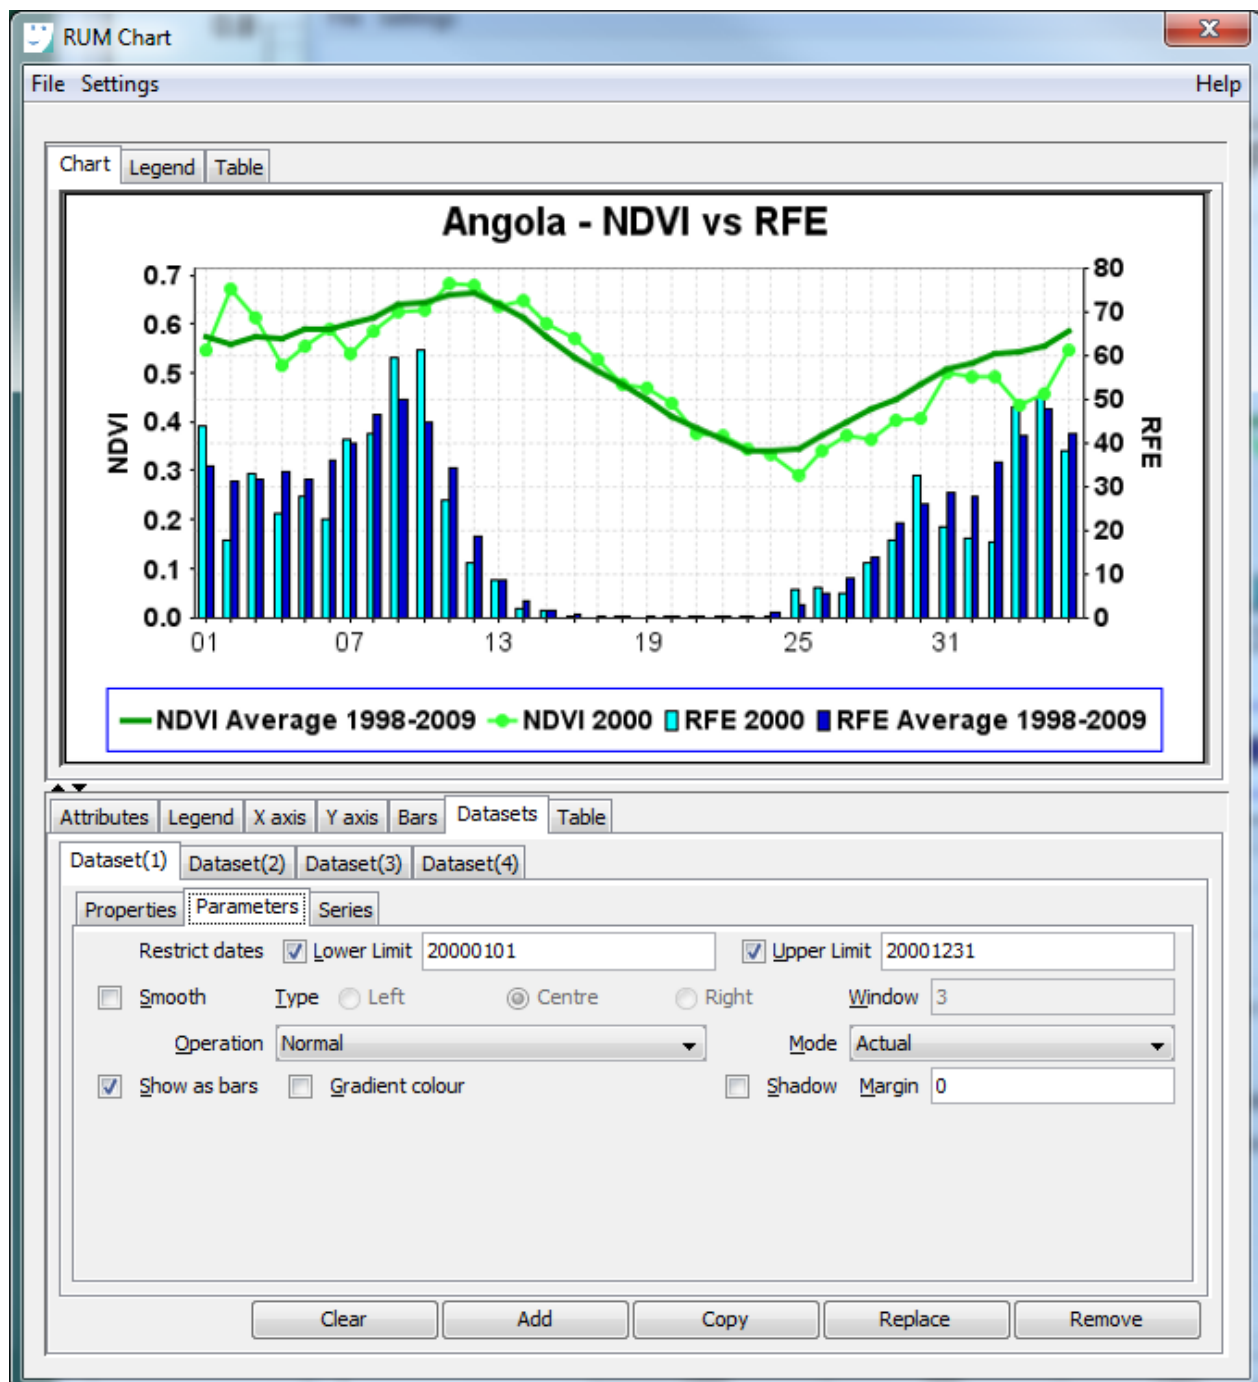 RUM Chart
File Settings Help
Chart Legend Table
Angola - NDVI vs RFE
0.7 80
0.6 70
0.5 60
0.4 50
0.3 40
0.2 30
0.1 20
0.0 10
0
NDVI
RFE
01 07 13 19 25 31
NDVI Average 1998-2009 NDVI 2000 RFE 2000 RFE Average 1998-2009
Attributes Legend X axis Y axis Bars Datasets Table
Dataset(1) Dataset(2) Dataset(3) Dataset(4)
Properties Parameters Series
Restrict dates Lower Limit 20000101 Upper Limit 20001231
Smooth Type Left Centre Right Window 3
Operation Normal Mode Actual
Show as bars Gradient colour Shadow Margin 0
Clear Add Copy Replace Remove